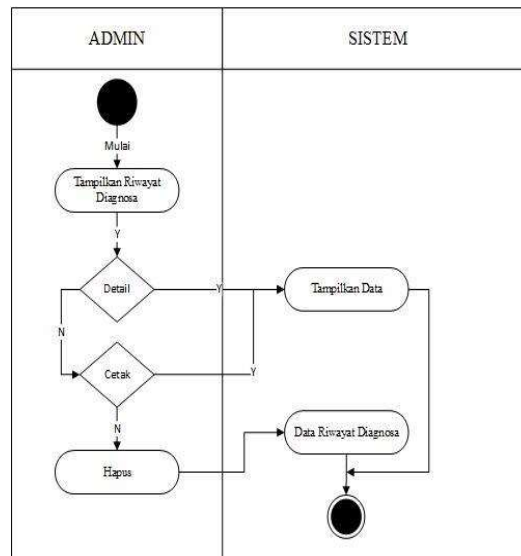 ADMIN
SISTEM
Mulai
Tampilkan Riwayat
Diagnosa
Y
Detail
Y
Tampilkan Data
N
Cetak
Y
N
Hapus
Data Riwayat Diagnosa